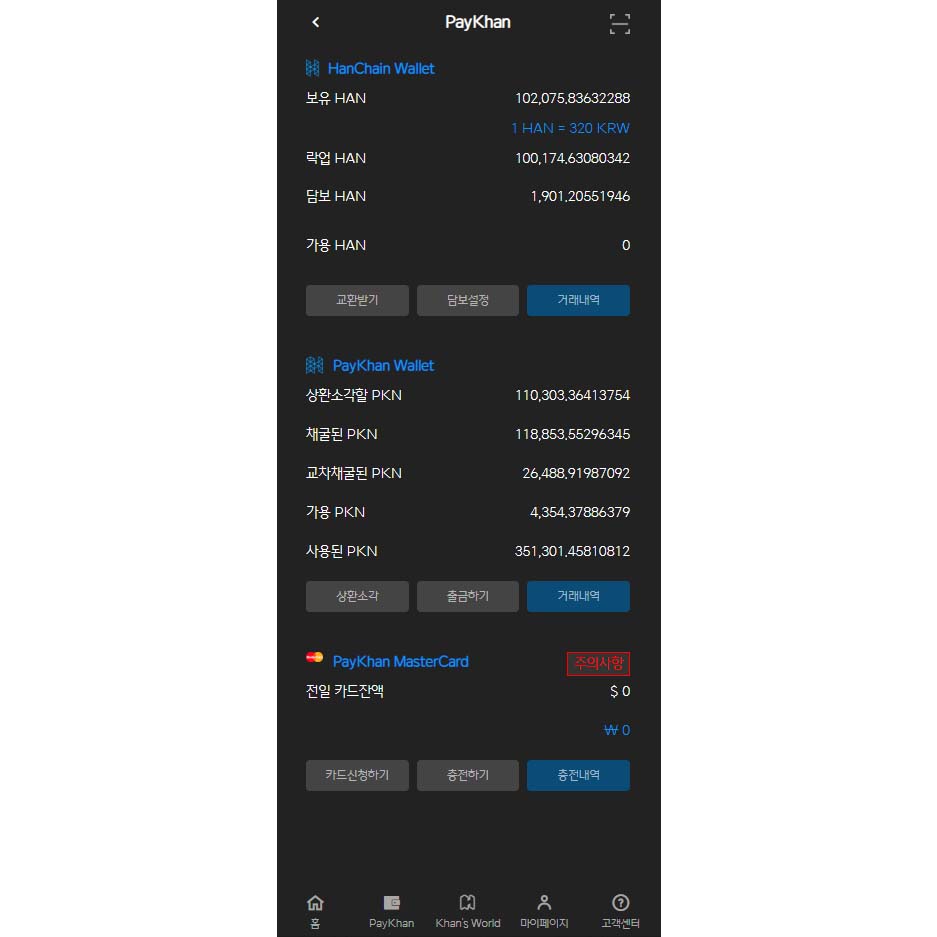 PayKhan
HanChain Wallet
보유 HAN 102,075.83632288
1 HAN = 320 KRW
락업 HAN 100,174.63080342
담보 HAN 1,901.20551946
가용 HAN 0
교환받기 담보설정 거래내역
PayKhan Wallet
상환소각할 PKN 110,303.36413754
채굴된 PKN 118,853.55296345
교차채굴된 PKN 26,488.91987092
가용 PKN 4,354.37886379
사용된 PKN 351,301.45810812
상환소각 출금하기 거래내역
PayKhan MasterCard 주의사항
전일 카드잔액 $ 0
₩ 0
카드신청하기 충전하기 충전내역
홈 PayKhan Khan's World 마이페이지 고객센터